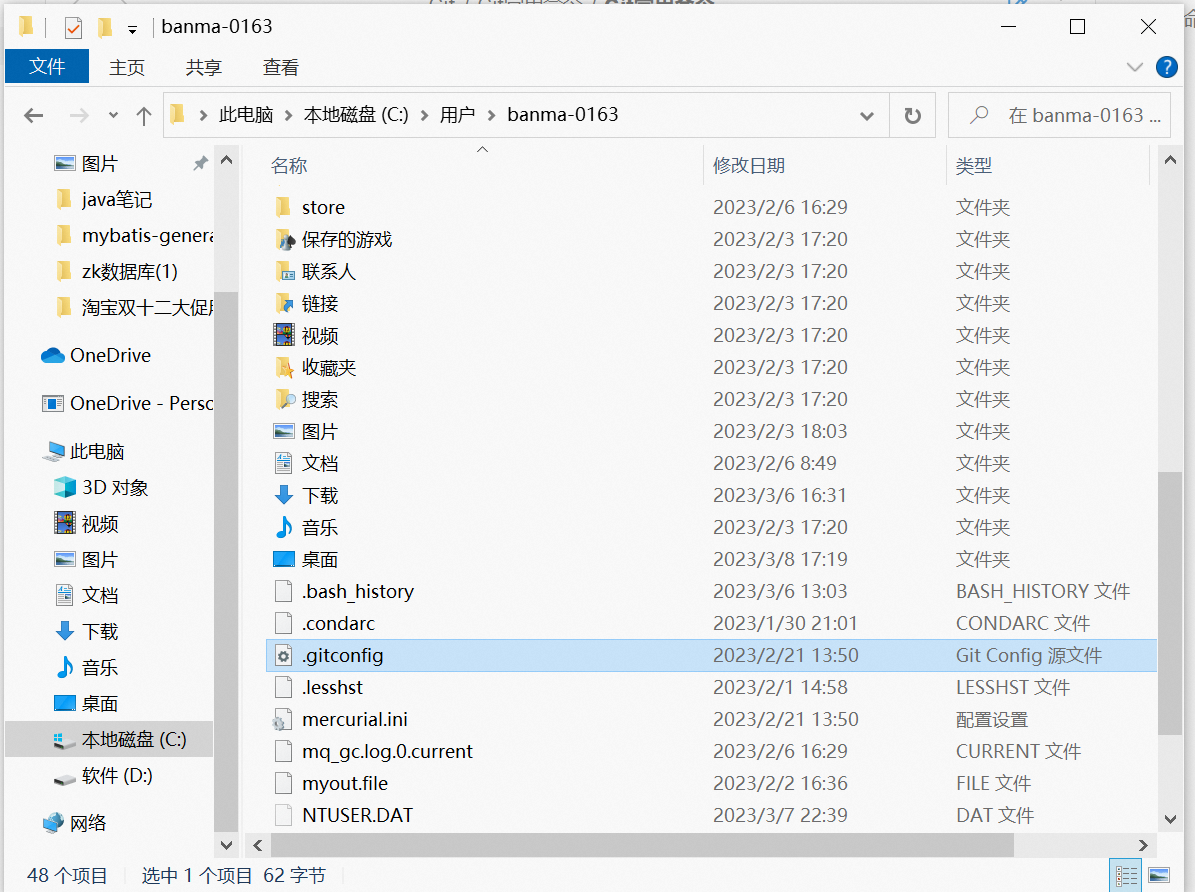 banma-0163
文件 主页 共享 查看
此电脑 本地磁盘 (C:) 用户 banma-0163 在 banma-0163 ...
图片
java笔记
mybatis-genera
zk数据库(1)
淘宝双十二大促
OneDrive
OneDrive - Perso
此电脑
3D 对象
视频
图片
文档
下载
音乐
桌面
本地磁盘 (C:)
软件 (D:)
网络
名称 修改日期 类型
store 2023/2/6 16:29 文件夹
保存的游戏 2023/2/3 17:20 文件夹
联系人 2023/2/3 17:20 文件夹
链接 2023/2/3 17:20 文件夹
视频 2023/2/3 17:20 文件夹
收藏夹 2023/2/3 17:20 文件夹
搜索 2023/2/3 17:20 文件夹
图片 2023/2/3 18:03 文件夹
文档 2023/2/6 8:49 文件夹
下载 2023/3/6 16:31 文件夹
音乐 2023/2/3 17:20 文件夹
桌面 2023/3/8 17:19 文件夹
.bash_history 2023/3/6 13:03 BASH_HISTORY 文件
.condarc 2023/1/30 21:01 CONDARC 文件
.gitconfig 2023/2/21 13:50 Git Config 源文件
.lesshst 2023/2/1 14:58 LESSHST 文件
mercurial.ini 2023/2/21 13:50 配置设置
mq_gc.log.0.current 2023/2/6 16:29 CURRENT 文件
myout.file 2023/2/2 16:36 FILE 文件
NTUSER.DAT 2023/3/7 22:39 DAT 文件
48 个项目 选中 1 个项目 62 字节